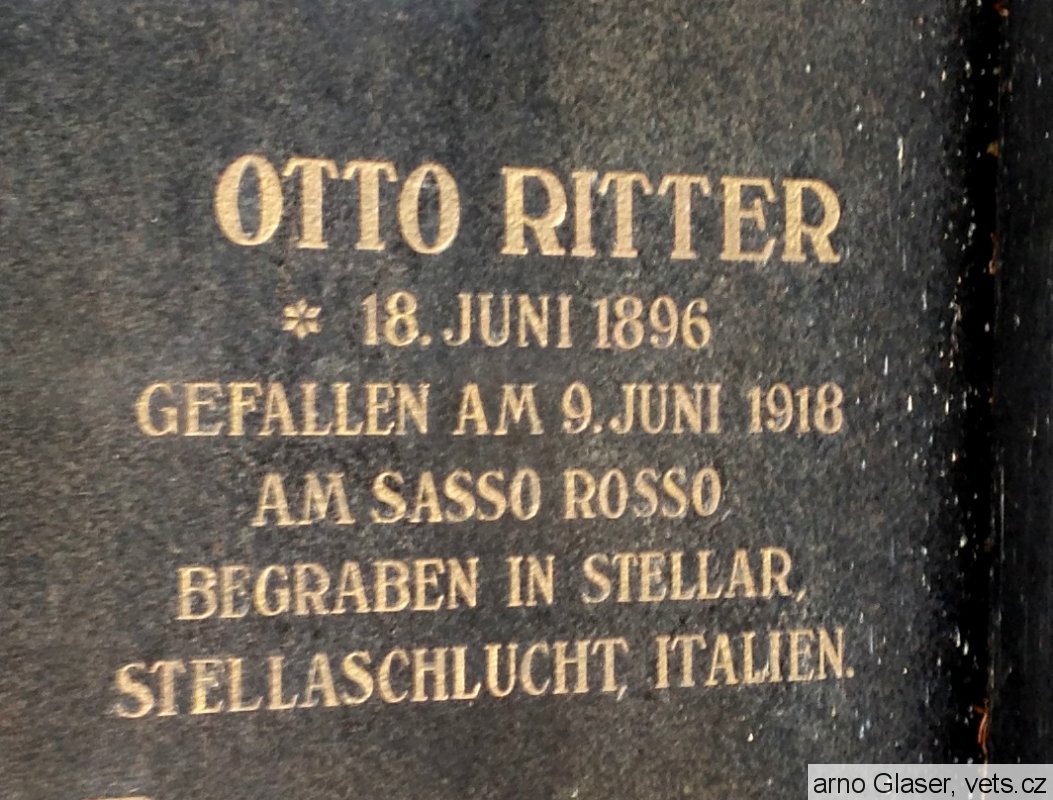 OTTO RITTER
* 18. JUNI 1896
GEFALLEN AM 9. JUNI 1918
AM SASSO ROSSO
BEGRABEN IN STELLAR,
STELLASCHLUCHT, ITALIEN.
arno Glaser, vets.cz